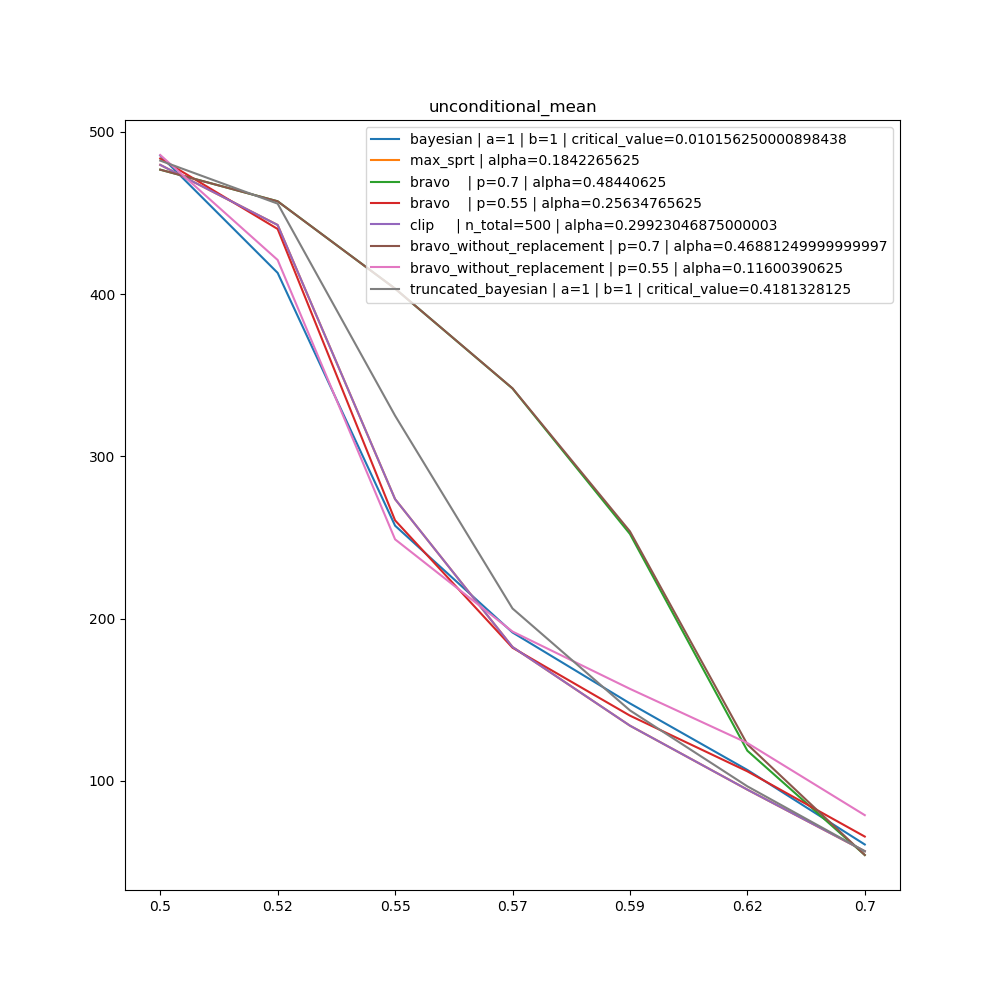 unconditional_mean
500
400
300
200
100
bayesian | a=1 | b=1 | critical_value=0.010156250000898438
max_sprt | alpha=0.1842265625
bravo    | p=0.7 | alpha=0.48440625
bravo    | p=0.55 | alpha=0.25634765625
clip     | n_total=500 | alpha=0.29923046875000003
bravo_without_replacement | p=0.7 | alpha=0.46881249999999997
bravo_without_replacement | p=0.55 | alpha=0.11600390625
truncated_bayesian | a=1 | b=1 | critical_value=0.4181328125
0.5 0.52 0.55 0.57 0.59 0.62 0.7